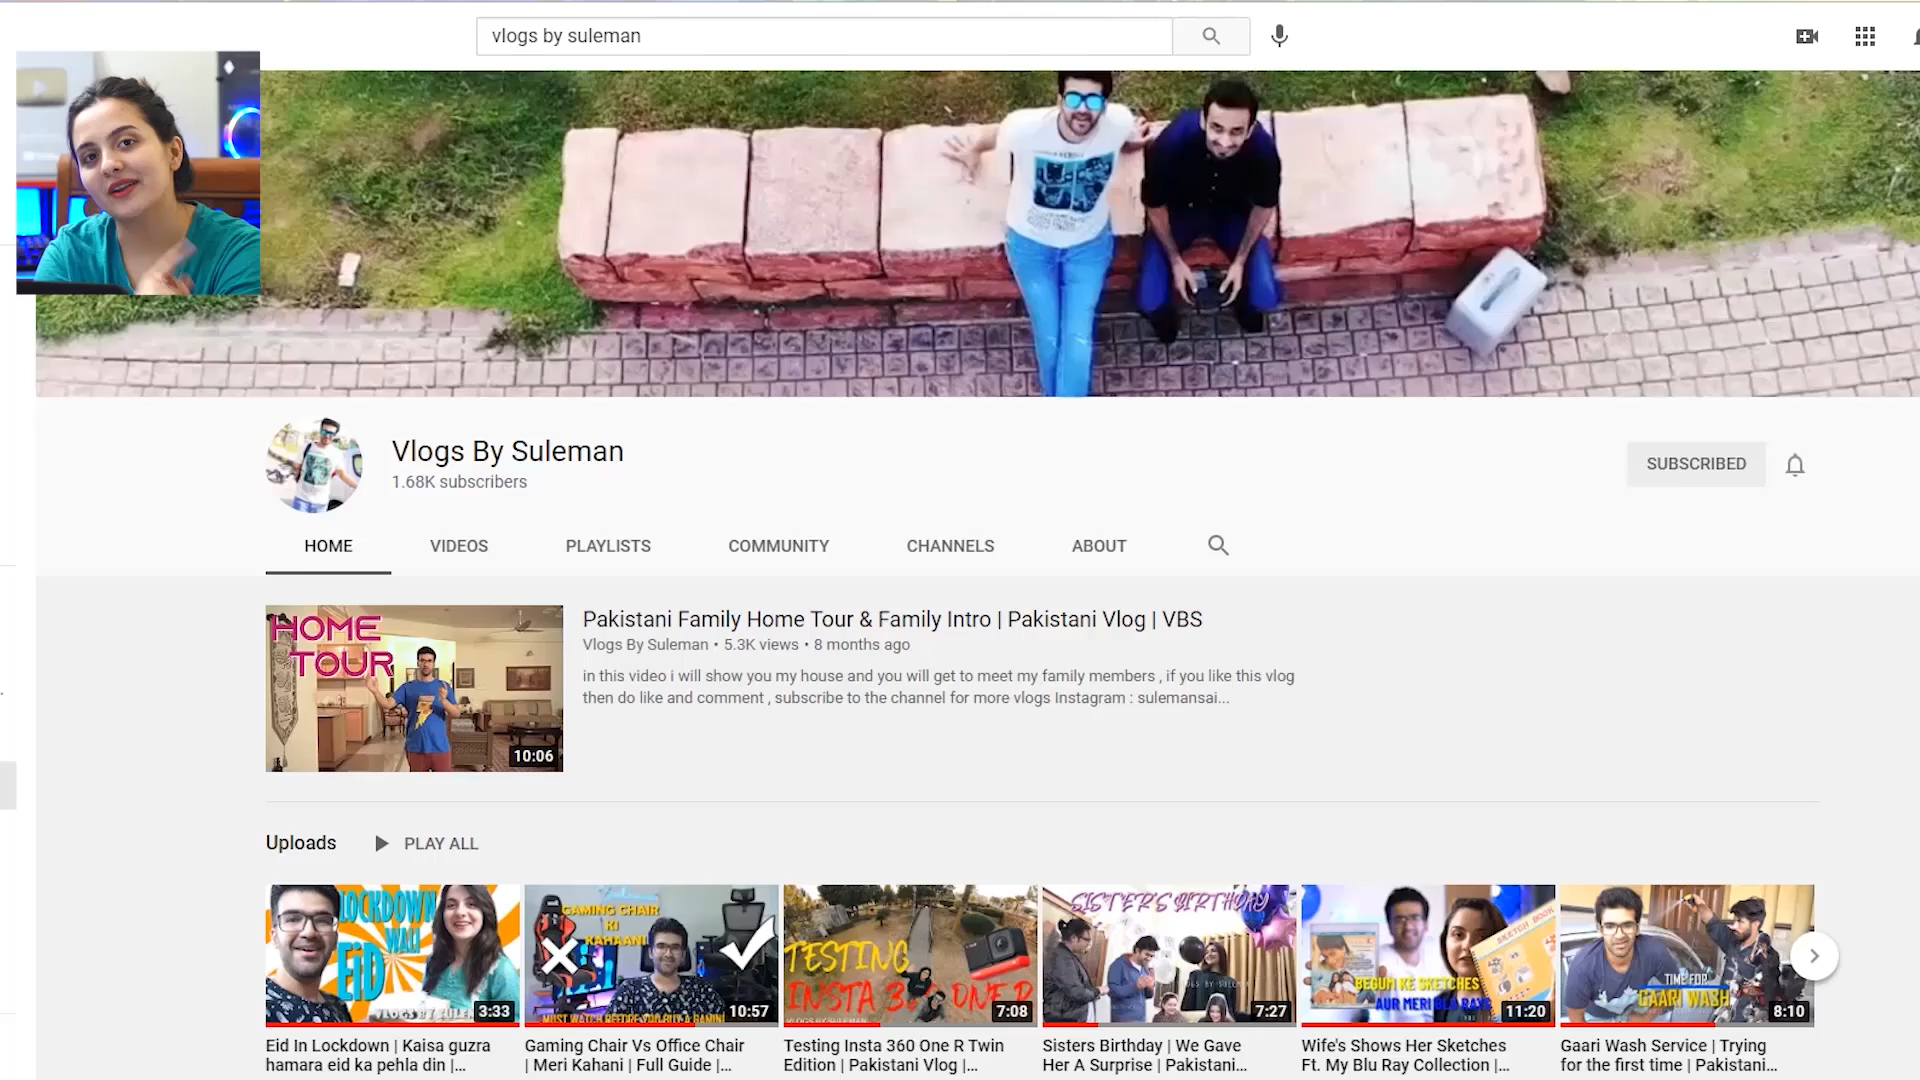 vlogs by suleman
Vlogs By Suleman
1.68K subscribers
SUBSCRIBED
HOME
VIDEOS
PLAYLISTS
COMMUNITY
CHANNELS
ABOUT
HOME
TOUR
10:06
Pakistani Family Home Tour & Family Intro | Pakistani Vlog | VBS
Vlogs By Suleman • 5.3K views • 8 months ago
in this video i will show you my house and you will get to meet my family members , if you like this vlog
then do like and comment , subscribe to the channel for more vlogs Instagram : sulemansai...
Uploads
PLAY ALL
LOCKDOWN
WALI
EiD
3:33
Eid In Lockdown | Kaisa guzra
hamara eid ka pehla din |...
GAMING CHAIR
KI
KAHAANI
MUST WATCH BEFORE YOU BUY A GAMING
10:57
Gaming Chair Vs Office Chair
| Meri Kahani | Full Guide |...
TESTING
INSTA 360 ONE R
VLOGS BY SULEMAN
7:08
Testing Insta 360 One R Twin
Edition | Pakistani Vlog |...
SISTER'S BIRTHDAY
7:27
Sisters Birthday | We Gave
Her A Surprise | Pakistani...
SKETCH BOOK
BEGUM KE SKETCHES
AUR MERI BLU RAYS
11:20
Wife's Shows Her Sketches
Ft. My Blu Ray Collection |...
TIME FOR
GAARI WASH
8:10
Gaari Wash Service | Trying
for the first time | Pakistani...